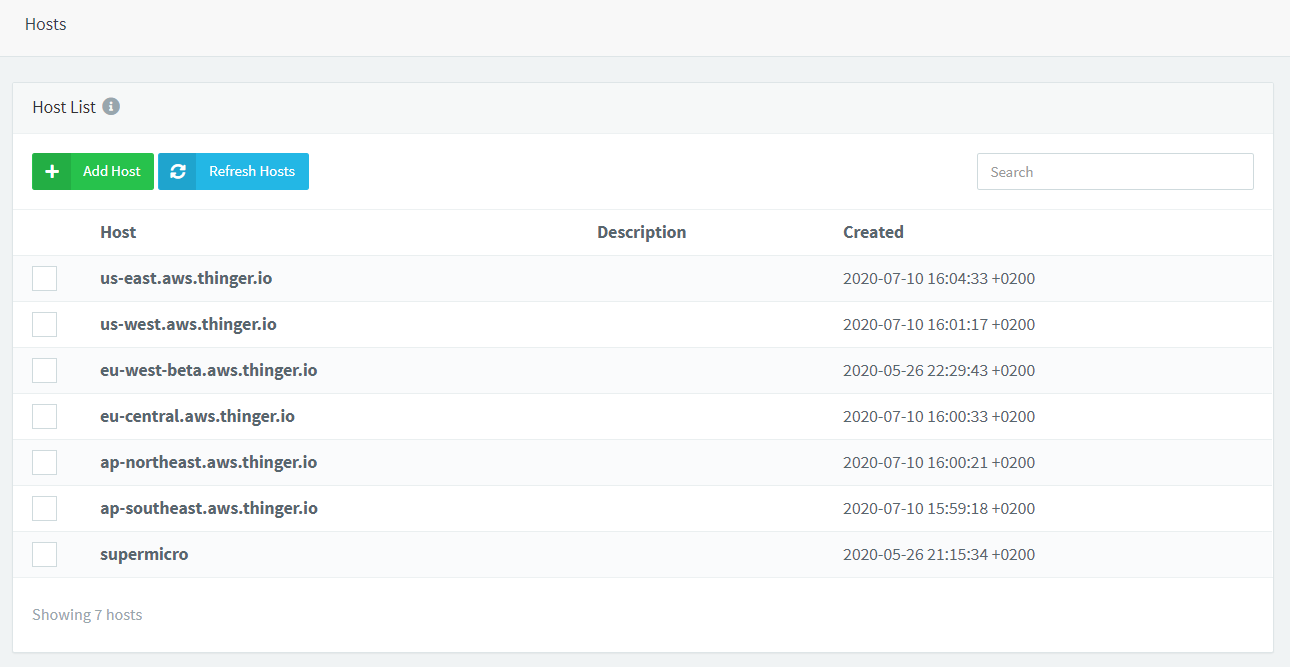 Hosts
Host List
Add Host Refresh Hosts Search
Host Description Created
us-east.aws.thinger.io 2020-07-10 16:04:33 +0200
us-west.aws.thinger.io 2020-07-10 16:01:17 +0200
eu-west-beta.aws.thinger.io 2020-05-26 22:29:43 +0200
eu-central.aws.thinger.io 2020-07-10 16:00:33 +0200
ap-northeast.aws.thinger.io 2020-07-10 16:00:21 +0200
ap-southeast.aws.thinger.io 2020-07-10 15:59:18 +0200
supermicro 2020-05-26 21:15:34 +0200
Showing 7 hosts